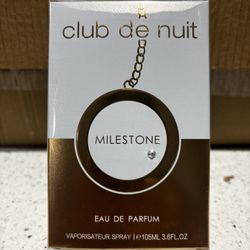 club de nuit
MILESTONE
EAU DE PARFUM
VAPORISATEUR SPRAY | e105ML 3.6FL.OZ